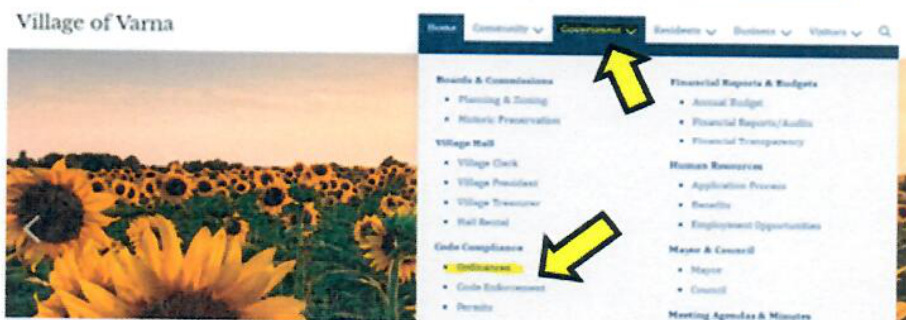 Village of Varna
Home Community Government Residents Business Visitors
Boards & Commissions
Planning & Zoning
Historic Preservation
Village Hall
Village Clerk
Village President
Village Treasurer
Hall Rental
Code Compliance
Ordinances
Code Enforcement
Permits
Financial Reports & Budgets
Annual Budget
Financial Reports/Audits
Financial Transparency
Human Resources
Application Process
Benefits
Employment Opportunities
Mayor & Council
Mayor
Council
Meeting Agendas & Minutes